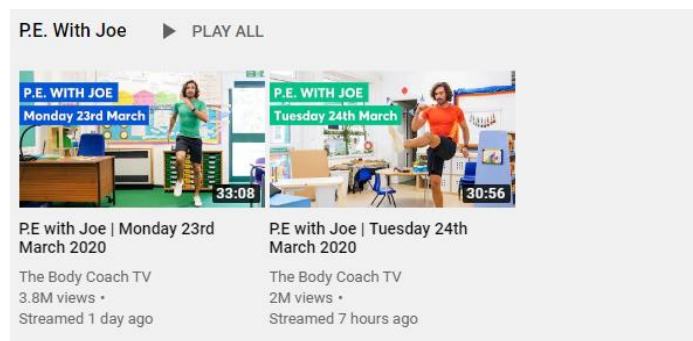 P.E. With Joe PLAY ALL
P.E. WITH JOE
Monday 23rd March
33:08
P.E with Joe | Monday 23rd
March 2020
The Body Coach TV
3.8M views •
Streamed 1 day ago
P.E. WITH JOE
Tuesday 24th March
30:56
P.E with Joe | Tuesday 24th
March 2020
The Body Coach TV
2M views •
Streamed 7 hours ago